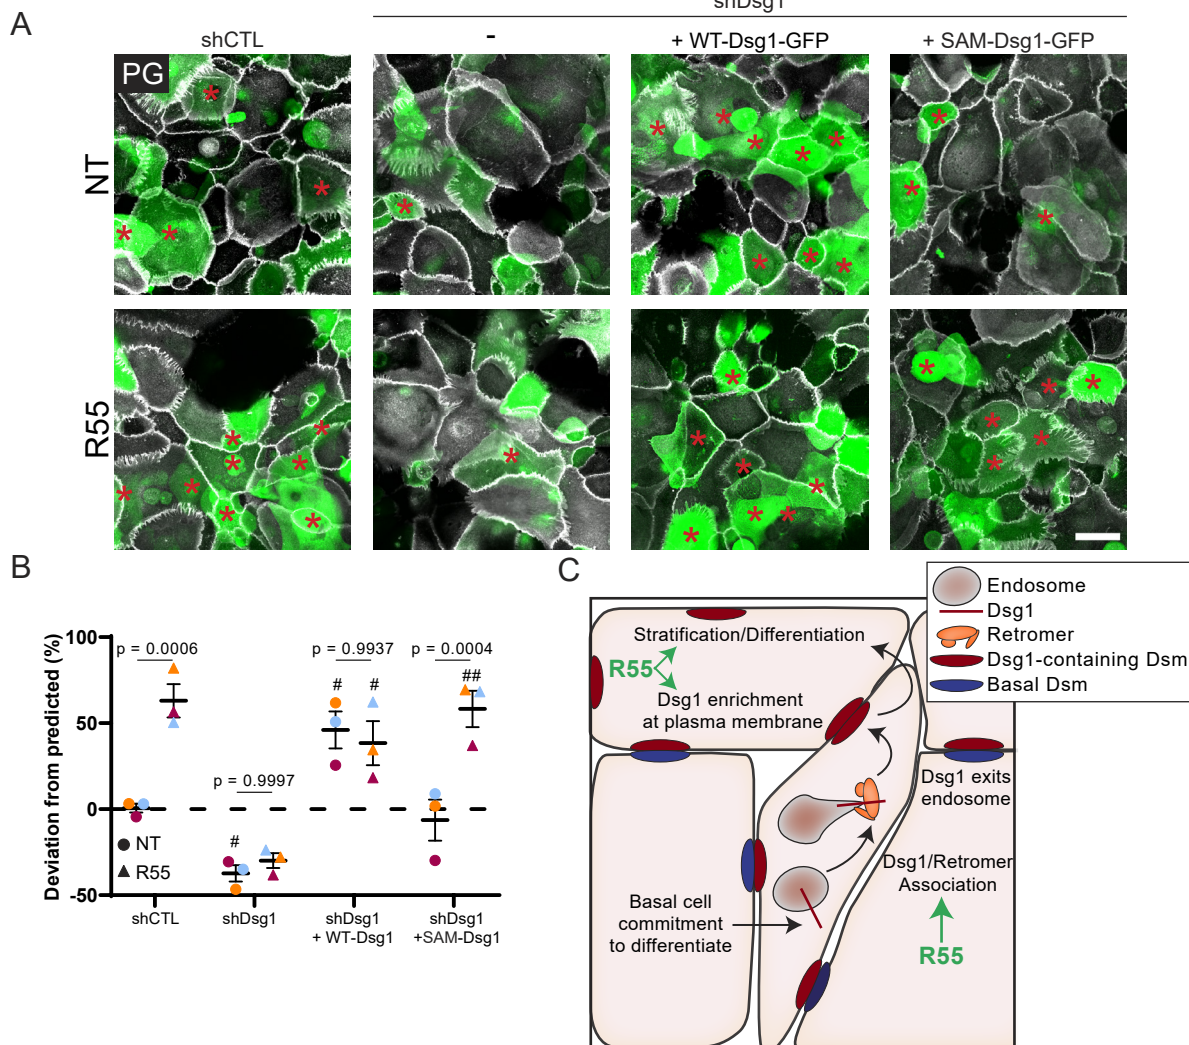 shDsg1
A
shCTL
-
+ WT-Dsg1-GFP
+ SAM-Dsg1-GFP
PG
NT
R55
B
C
Deviation from predicted (%)
100
50
0
-50
p = 0.0006
p = 0.9997
p = 0.9937
p = 0.0004
#
#
#
##
NT
R55
shCTL
shDsg1
shDsg1
+ WT-Dsg1
shDsg1
+SAM-Dsg1
Endosome
Dsg1
Retromer
Dsg1-containing Dsm
Basal Dsm
Stratification/Differentiation
R55
Dsg1 enrichment
at plasma membrane
Dsg1 exits
endosome
Dsg1/Retromer
Association
R55
Basal cell
commitment
to differentiate